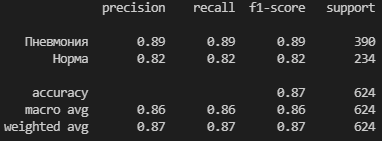 precision recall f1-score support
Пневмония 0.89 0.89 0.89 390
Норма 0.82 0.82 0.82 234
accuracy 0.87 624
macro avg 0.86 0.86 0.86 624
weighted avg 0.87 0.87 0.87 624